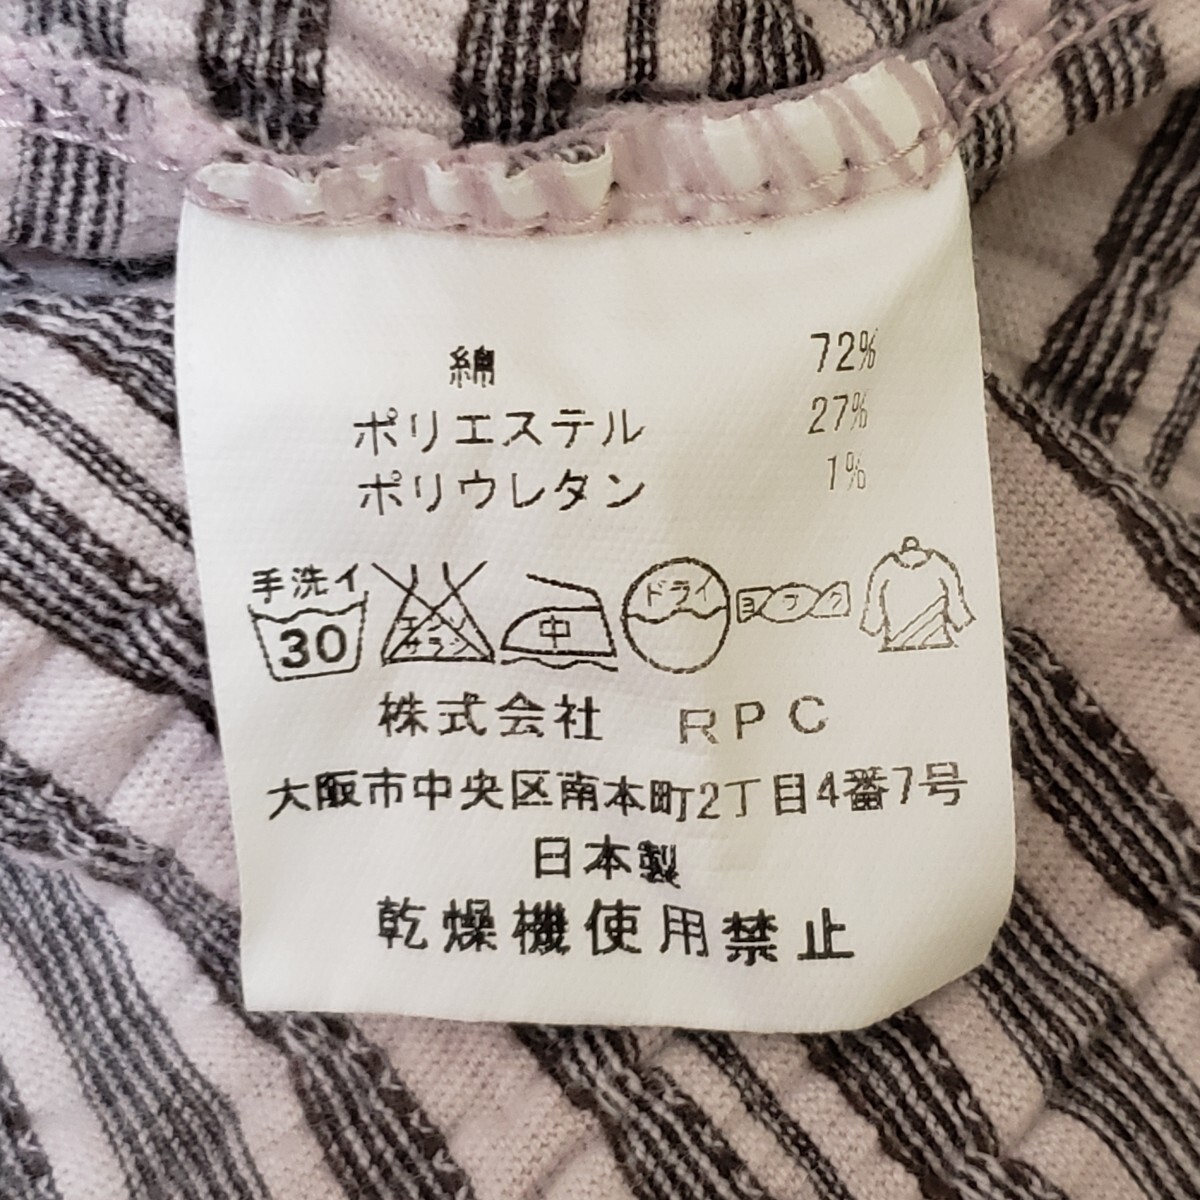 綿 72%
ポリエステル 27%
ポリウレタン 1%
手洗イ 30 エンソ サラシ 中 ドライ ヨワク
株式会社 RPC
大阪市中央区南本町2丁目4番7号
日本製
乾燥機使用禁止